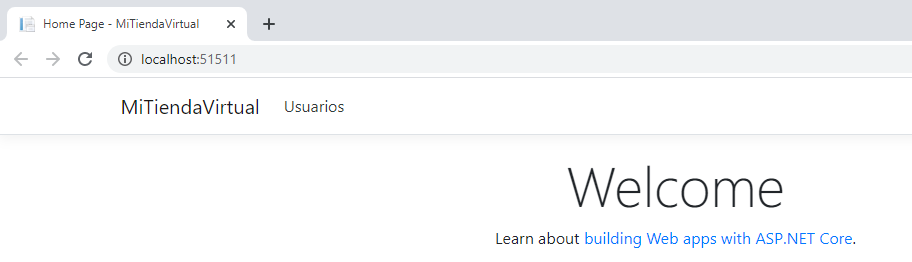 Home Page - MiTiendaVirtual
localhost:51511
MiTiendaVirtual Usuarios
Welcome
Learn about building Web apps with ASP.NET Core.